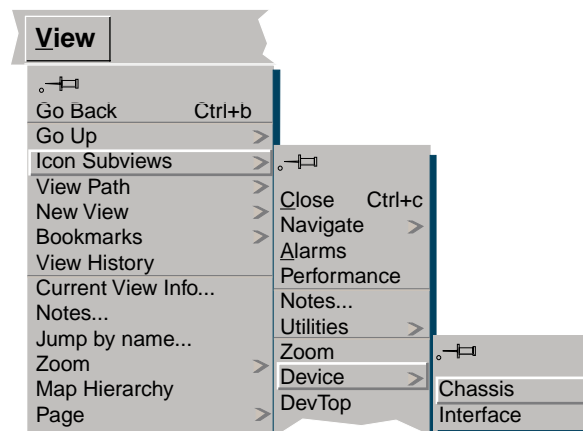 View
Go Back Ctrl+b
Go Up
Icon Subviews
View Path
New View
Bookmarks
View History
Current View Info...
Notes...
Jump by name...
Zoom
Map Hierarchy
Page
Close Ctrl+c
Navigate
Alarms
Performance
Notes...
Utilities
Zoom
Device
DevTop
Chassis
Interface